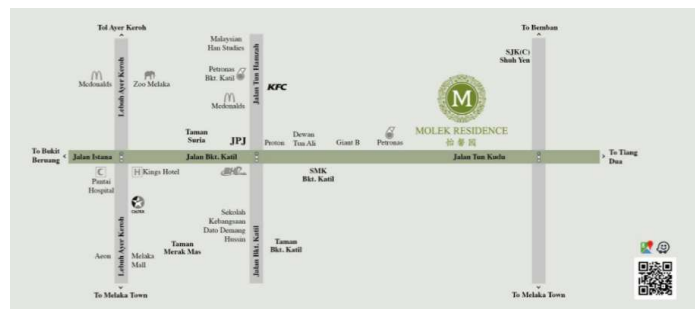 Tol Ayer Keroh
To Bemban
Malaysian
Han Studies
SJK(C)
Shuh Yen
Lebuh Ayer Keroh
Jalan Tun Hamzah
Petronas
Bkt. Katil
KFC
Mcdonalds
Zoo Melaka
M
Mcdonalds
MOLEK RESIDENCE
怡馨园
Taman
Suria
JPJ
Proton
Dewan
Tun Ali
Giant B
Petronas
To Bukit
Beruang
Jalan Istana
Jalan Bkt. Katil
Jalan Tun Kudu
To Tiang
Dua
Pantai
Hospital
H Kings Hotel
SMK
Bkt. Katil
CALTEX
Sekolah
Kebangsaan
Dato Demang
Hussin
Lebuh Ayer Keroh
Jalan Bkt. Katil
Aeon
Melaka
Mall
Taman
Merak Mas
Taman
Bkt. Katil
To Melaka Town
To Melaka Town